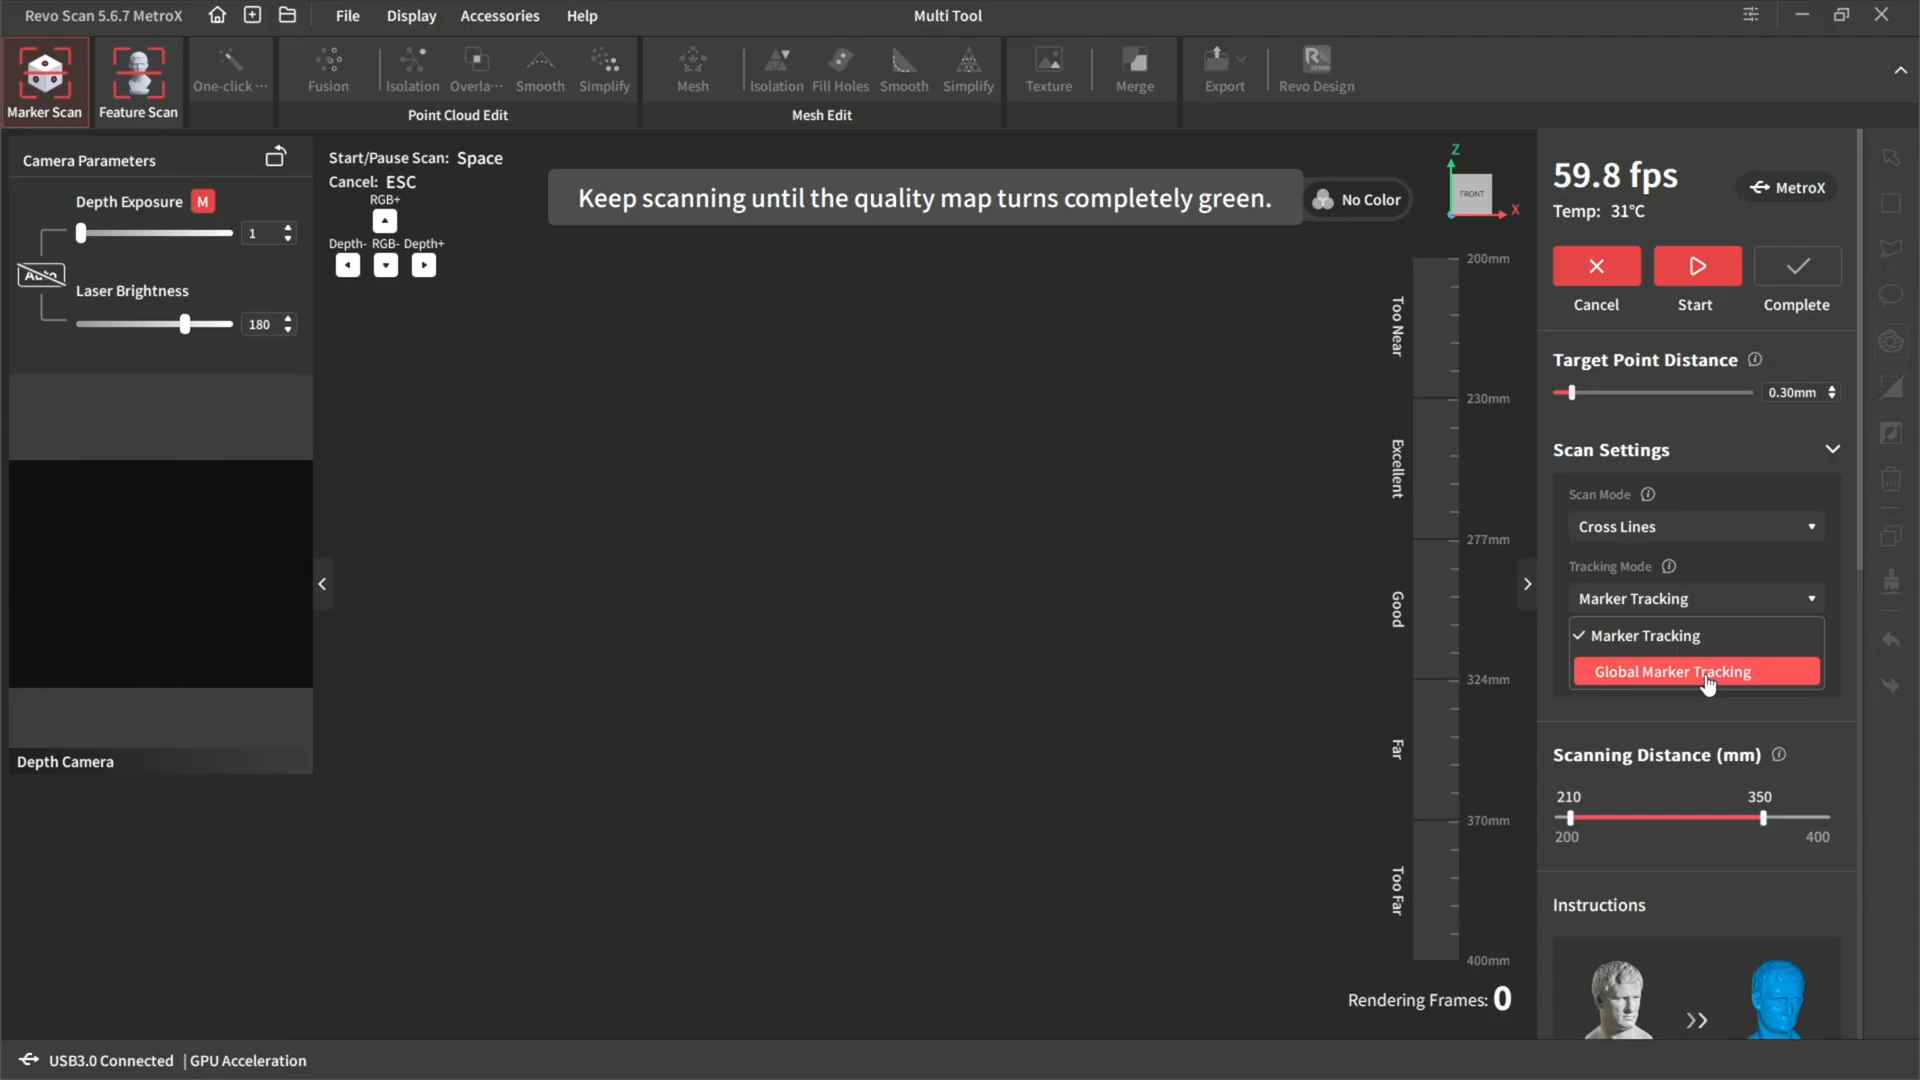 Revo Scan 5.6.7 MetroX
File
Display
Accessories
Help
Multi Tool
Marker Scan
Feature Scan
One-click ···
Fusion
Isolation
Overla···
Smooth
Simplify
Point Cloud Edit
Mesh
Isolation
Fill Holes
Smooth
Simplify
Mesh Edit
Texture
Merge
Export
Revo Design
Camera Parameters
Depth Exposure M
1
Auto
Laser Brightness
180
Depth Camera
Start/Pause Scan: Space
Cancel: ESC
RGB+
Depth- RGB- Depth+
Keep scanning until the quality map turns completely green.
No Color
Z
FRONT
X
200mm
Too Near
230mm
Excellent
277mm
Good
324mm
Far
370mm
Too Far
400mm
Rendering Frames: 0
59.8 fps
MetroX
Temp: 31°C
Cancel
Start
Complete
Target Point Distance
0.30mm
Scan Settings
Scan Mode
Cross Lines
Tracking Mode
Marker Tracking
Marker Tracking
Global Marker Tracking
Scanning Distance (mm)
210
350
200
400
Instructions
USB3.0 Connected | GPU Acceleration